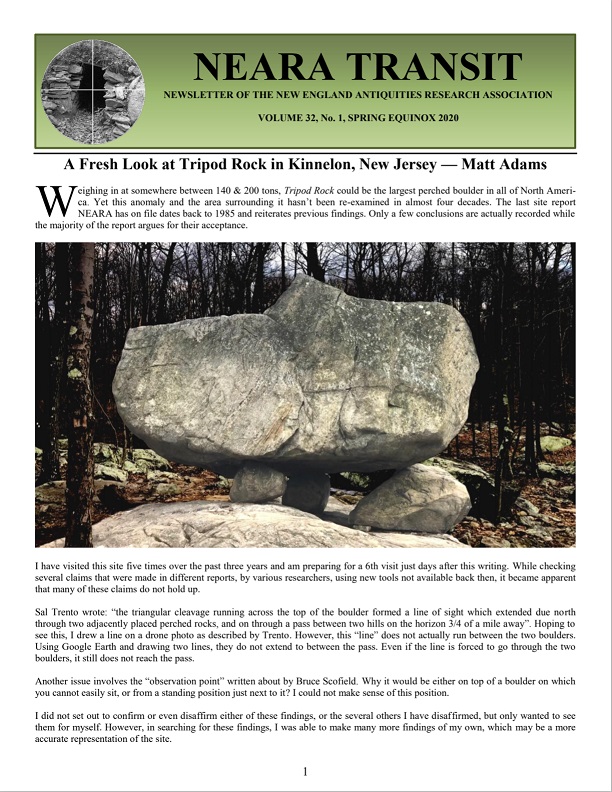 NEARA TRANSIT
NEWSLETTER OF THE NEW ENGLAND ANTIQUITIES RESEARCH ASSOCIATION
VOLUME 32, No. 1, SPRING EQUINOX 2020
A Fresh Look at Tripod Rock in Kinnelon, New Jersey — Matt Adams
Weighing in at somewhere between 140 & 200 tons, Tripod Rock could be the largest perched boulder in all of North Ameri-
ca. Yet this anomaly and the area surrounding it hasn’t been re-examined in almost four decades. The last site report
NEARA has on file dates back to 1985 and reiterates previous findings. Only a few conclusions are actually recorded while
the majority of the report argues for their acceptance.
I have visited this site five times over the past three years and am preparing for a 6th visit just days after this writing. While checking
several claims that were made in different reports, by various researchers, using new tools not available back then, it became apparent
that many of these claims do not hold up.
Sal Trento wrote: “the triangular cleavage running across the top of the boulder formed a line of sight which extended due north
through two adjacently placed perched rocks, and on through a pass between two hills on the horizon 3/4 of a mile away”. Hoping to
see this, I drew a line on a drone photo as described by Trento. However, this “line” does not actually run between the two boulders.
Using Google Earth and drawing two lines, they do not extend to between the pass. Even if the line is forced to go through the two
boulders, it still does not reach the pass.
Another issue involves the “observation point” written about by Bruce Scofield. Why it would be either on top of a boulder on which
you cannot easily sit, or from a standing position just next to it? I could not make sense of this position.
I did not set out to confirm or even disaffirm either of these findings, or the several others I have disaffirmed, but only wanted to see
them for myself. However, in searching for these findings, I was able to make many more findings of my own, which may be a more
accurate representation of the site.
1